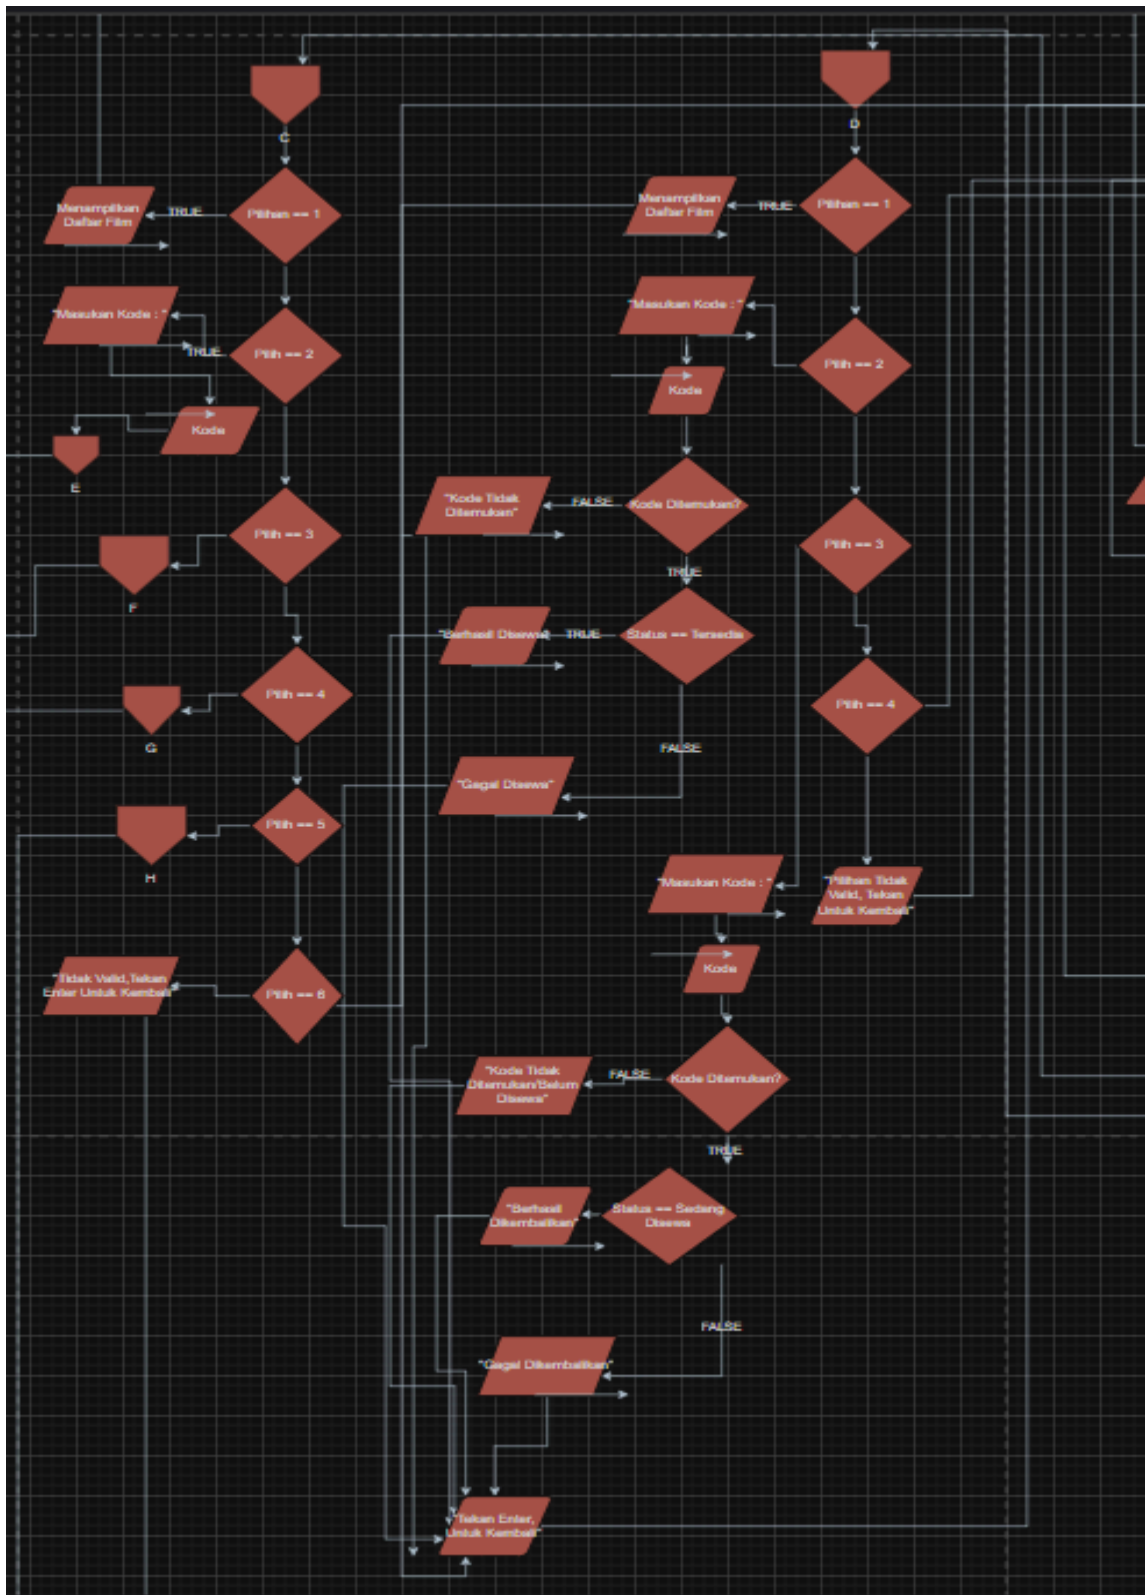 C
Pilihan == 1
TRUE
Menampilkan
Daftar Film
Pilih == 2
TRUE
"Masukan Kode : "
Kode
E
Pilih == 3
F
Pilih == 4
G
Pilih == 5
H
Pilih == 6
"Tidak Valid,Tekan
Enter Untuk Kembali"
D
Pilihan == 1
TRUE
Menampilkan
Daftar Film
Pilih == 2
"Masukan Kode : "
Kode
Kode Ditemukan?
FALSE
"Kode Tidak
Ditemukan"
TRUE
Status == Tersedia
TRUE
"Berhasil Disewa"
FALSE
"Gagal Disewa"
Pilih == 3
Pilih == 4
"Pilihan Tidak
Valid, Tekan
Untuk Kembali"
"Masukan Kode : "
Kode
Kode Ditemukan?
FALSE
"Kode Tidak
Ditemukan/Belum
Disewa"
TRUE
Status == Sedang
Disewa
"Berhasil
Dikembalikan"
FALSE
"Gagal Dikembalikan"
"Tekan Enter,
Untuk Kembali"